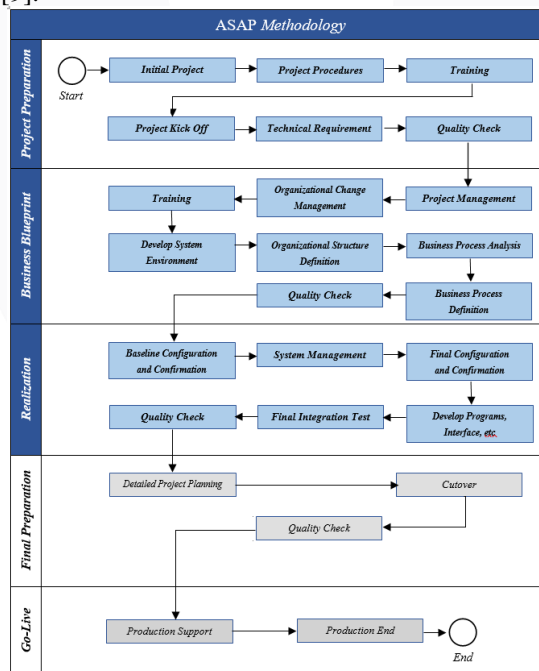 ASAP Methodology
Project Preparation
Start
Initial Project
Project Procedures
Training
Project Kick Off
Technical Requirement
Quality Check
Business Blueprint
Training
Organizational Change
Management
Project Management
Develop System
Environment
Organizational Structure
Definition
Business Process Analysis
Quality Check
Business Process
Definition
Realization
Baseline Configuration
and Confirmation
System Management
Final Configuration
and Confirmation
Quality Check
Final Integration Test
Develop Programs,
Interface, etc.
Final Preparation
Detailed Project Planning
Cutover
Quality Check
Go-Live
Production Support
Production End
End